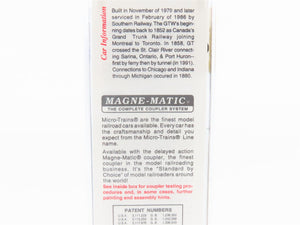 Car Information
Built in November of 1979 and later
serviced in February of 1986 by
Southern Railway. The GTW's begin-
ning dates back to 1852 as Canada's
Grand Trunk Railway joining
Montreal to Toronto. In 1858, GT
crossed the St. Clair River connect-
ing Sarina, Ontario, & Port Huron-
first by ferry then by tunnel (in 1991).
Connections to Chicago and Indiana
through Michigan occured in 1880.
MAGNE-MATIC®
THE COMPLETE COUPLER SYSTEM
Micro-Trains® are the finest model
railroad cars available. Every car has
the craftsmanship and detail you
expect from the Micro-Trains® Line
name.
Available with the delayed action
Magne-Matic® coupler, the finest
coupler in the model railroading
business. It's the "Standard by
Choice" of model railroaders around
the world!
See inside box for coupler testing proce-
dures and, in some cases, further
painting and assembly hints.
PATENT NUMBERS